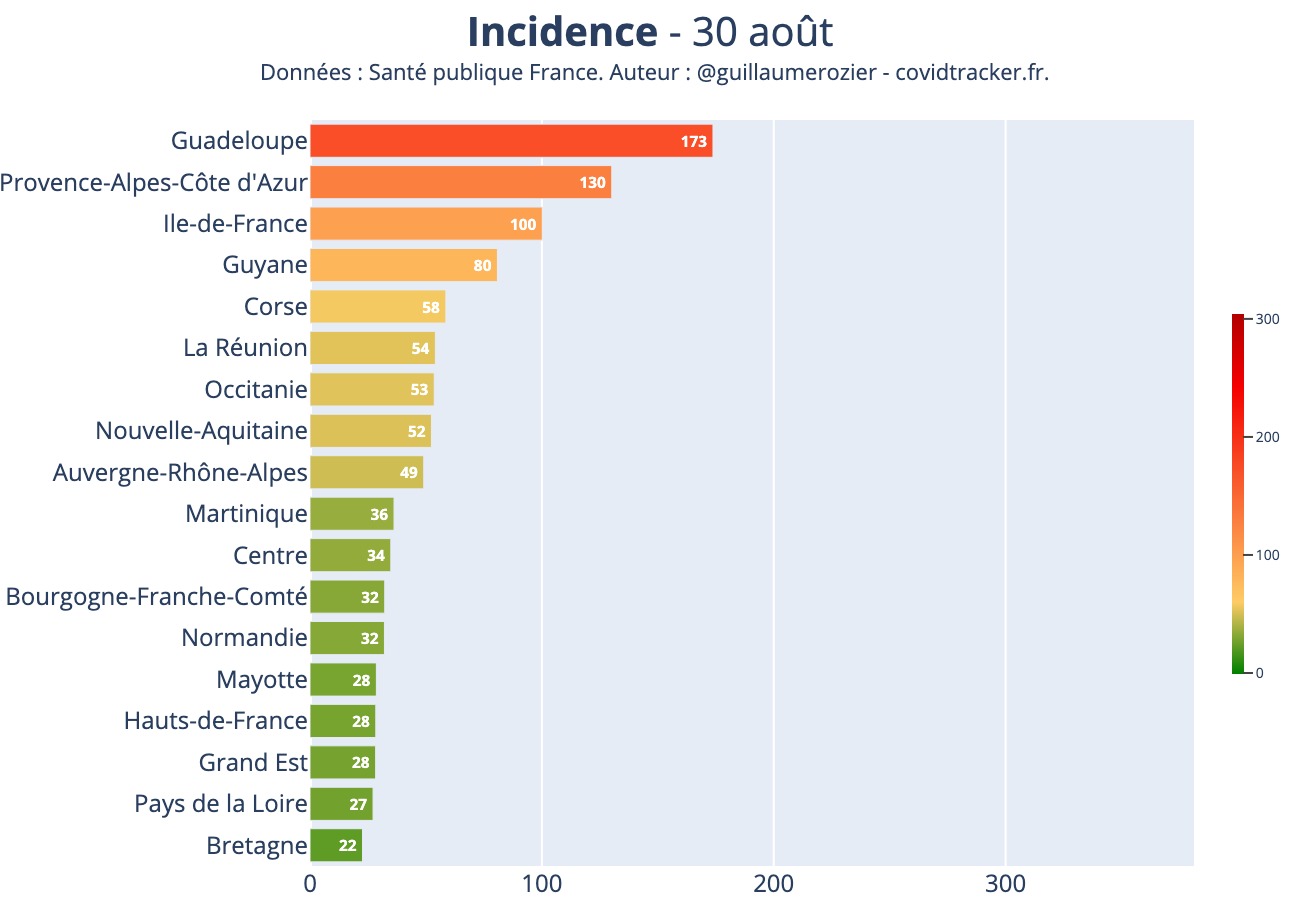 Incidence - 30 août
Données : Santé publique France. Auteur : @guillaumerozier - covidtracker.fr.
Guadeloupe 173
Provence-Alpes-Côte d'Azur 130
Ile-de-France 100
Guyane 80
Corse 58
La Réunion 54
Occitanie 53
Nouvelle-Aquitaine 52
Auvergne-Rhône-Alpes 49
Martinique 36
Centre 34
Bourgogne-Franche-Comté 32
Normandie 32
Mayotte 28
Hauts-de-France 28
Grand Est 28
Pays de la Loire 27
Bretagne 22
0 100 200 300
300
200
100
0